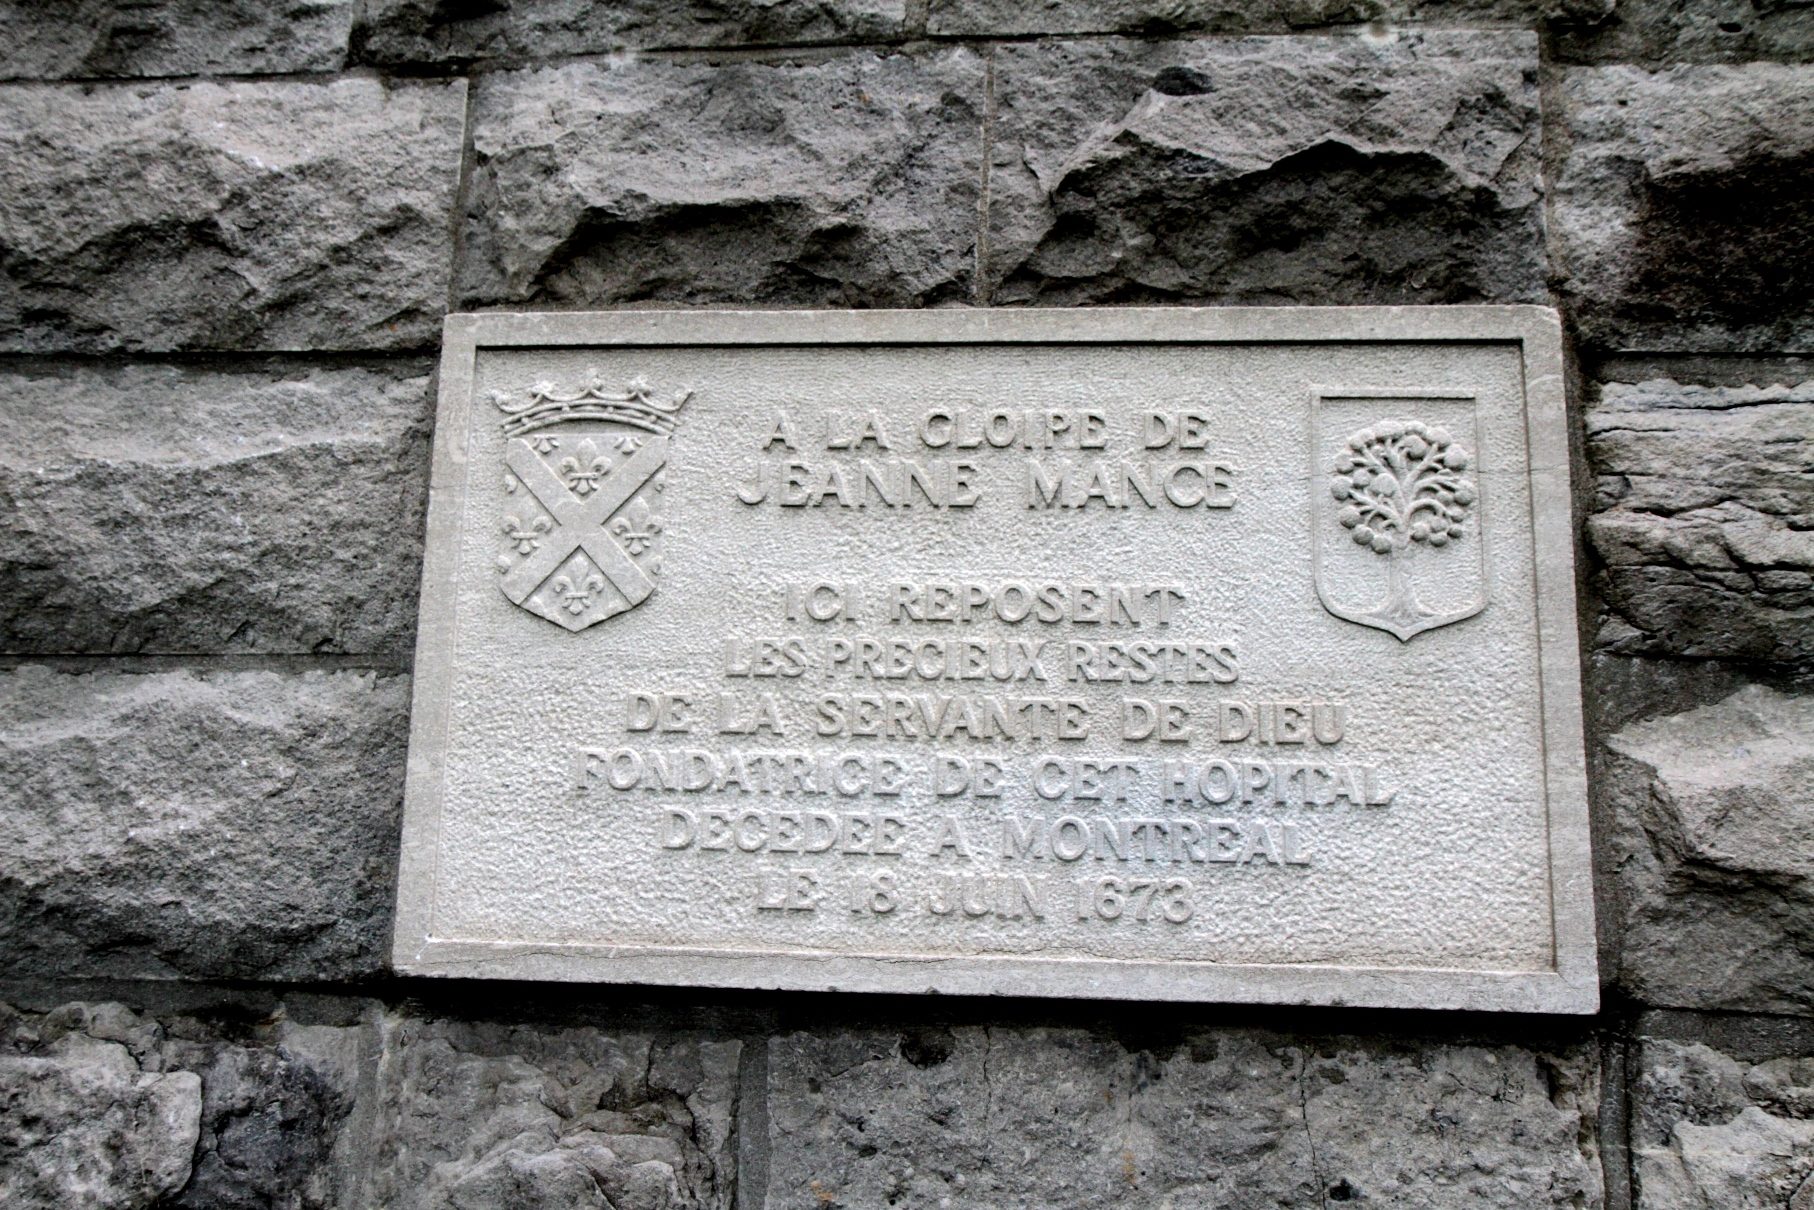 A LA GLOIRE DE
JEANNE MANCE
ICI REPOSENT
LES PRECIEUX RESTES
DE LA SERVANTE DE DIEU
FONDATRICE DE CET HOPITAL
DECEDEE A MONTREAL
LE 18 JUIN 1673